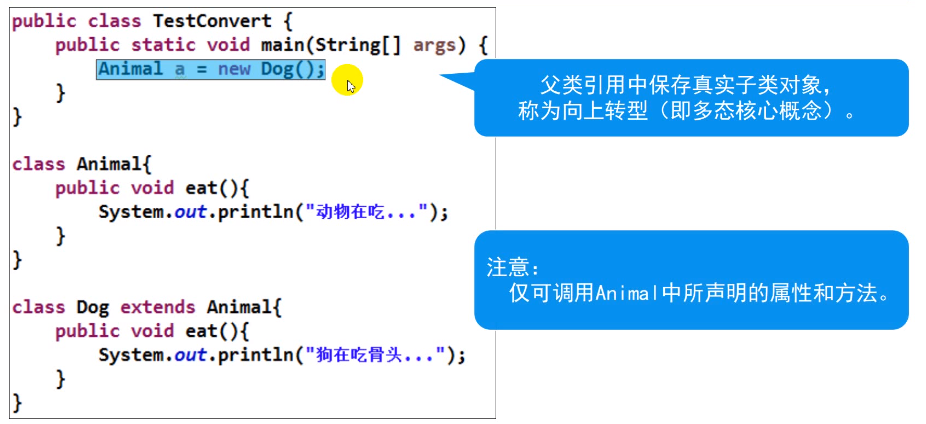 public class TestConvert {
    public static void main(String[] args) {
        Animal a = new Dog();
    }
}
父类引用中保存真实子类对象，
称为向上转型（即多态核心概念）。
class Animal{
    public void eat(){
        System.out.println("动物在吃...");
    }
}
注意：
仅可调用Animal中所声明的属性和方法。
class Dog extends Animal{
    public void eat(){
        System.out.println("狗在吃骨头...");
    }
}